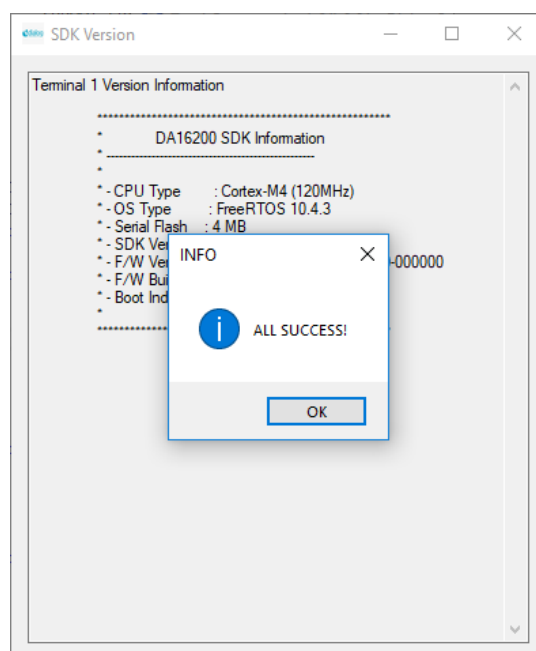 SDK Version
Terminal 1 Version Information
*******************************************************
* DA16200 SDK Information
* ---------------------------------------------------
*
* - CPU Type : Cortex-M4 (120MHz)
* - OS Type : FreeRTOS 10.4.3
* - Serial Flash : 4 MB
* - SDK Ve
* - F/W Ver -000000
* - F/W Bui
* - Boot Ind
*
INFO
ALL SUCCESS!
OK